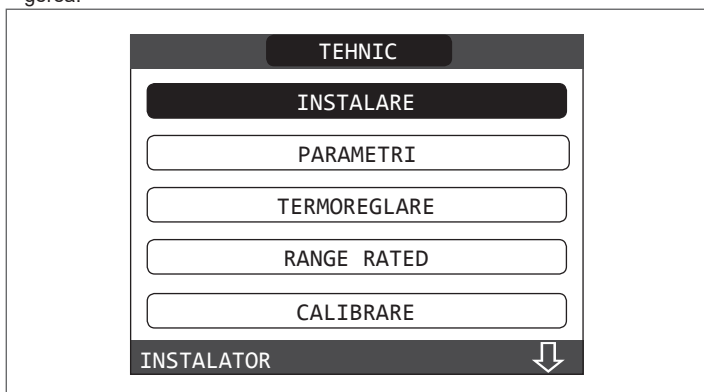 TEHNIC
INSTALARE
PARAMETRI
TERMOREGLARE
RANGE RATED
CALIBRARE
INSTALATOR